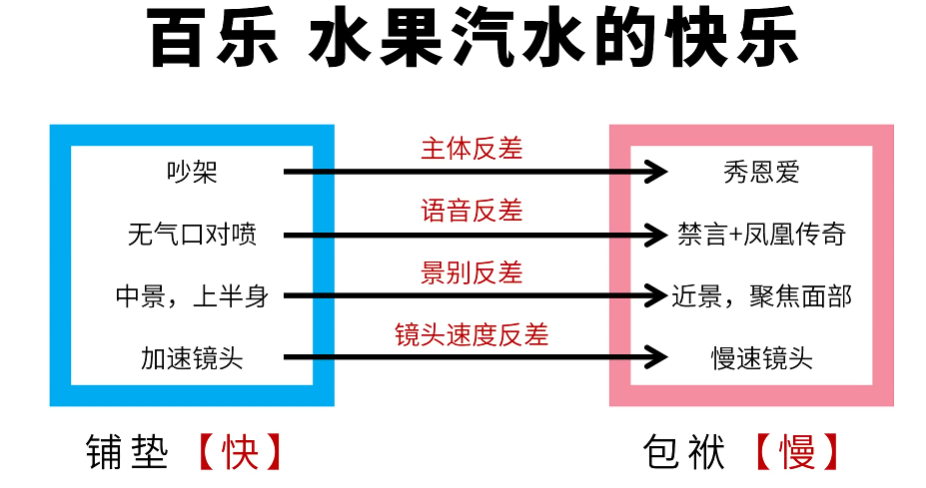 百乐 水果汽水的快乐
吵架
主体反差
秀恩爱
无气口对喷
语音反差
禁言+凤凰传奇
中景，上半身
景别反差
近景，聚焦面部
加速镜头
镜头速度反差
慢速镜头
铺垫【快】
包袱【慢】